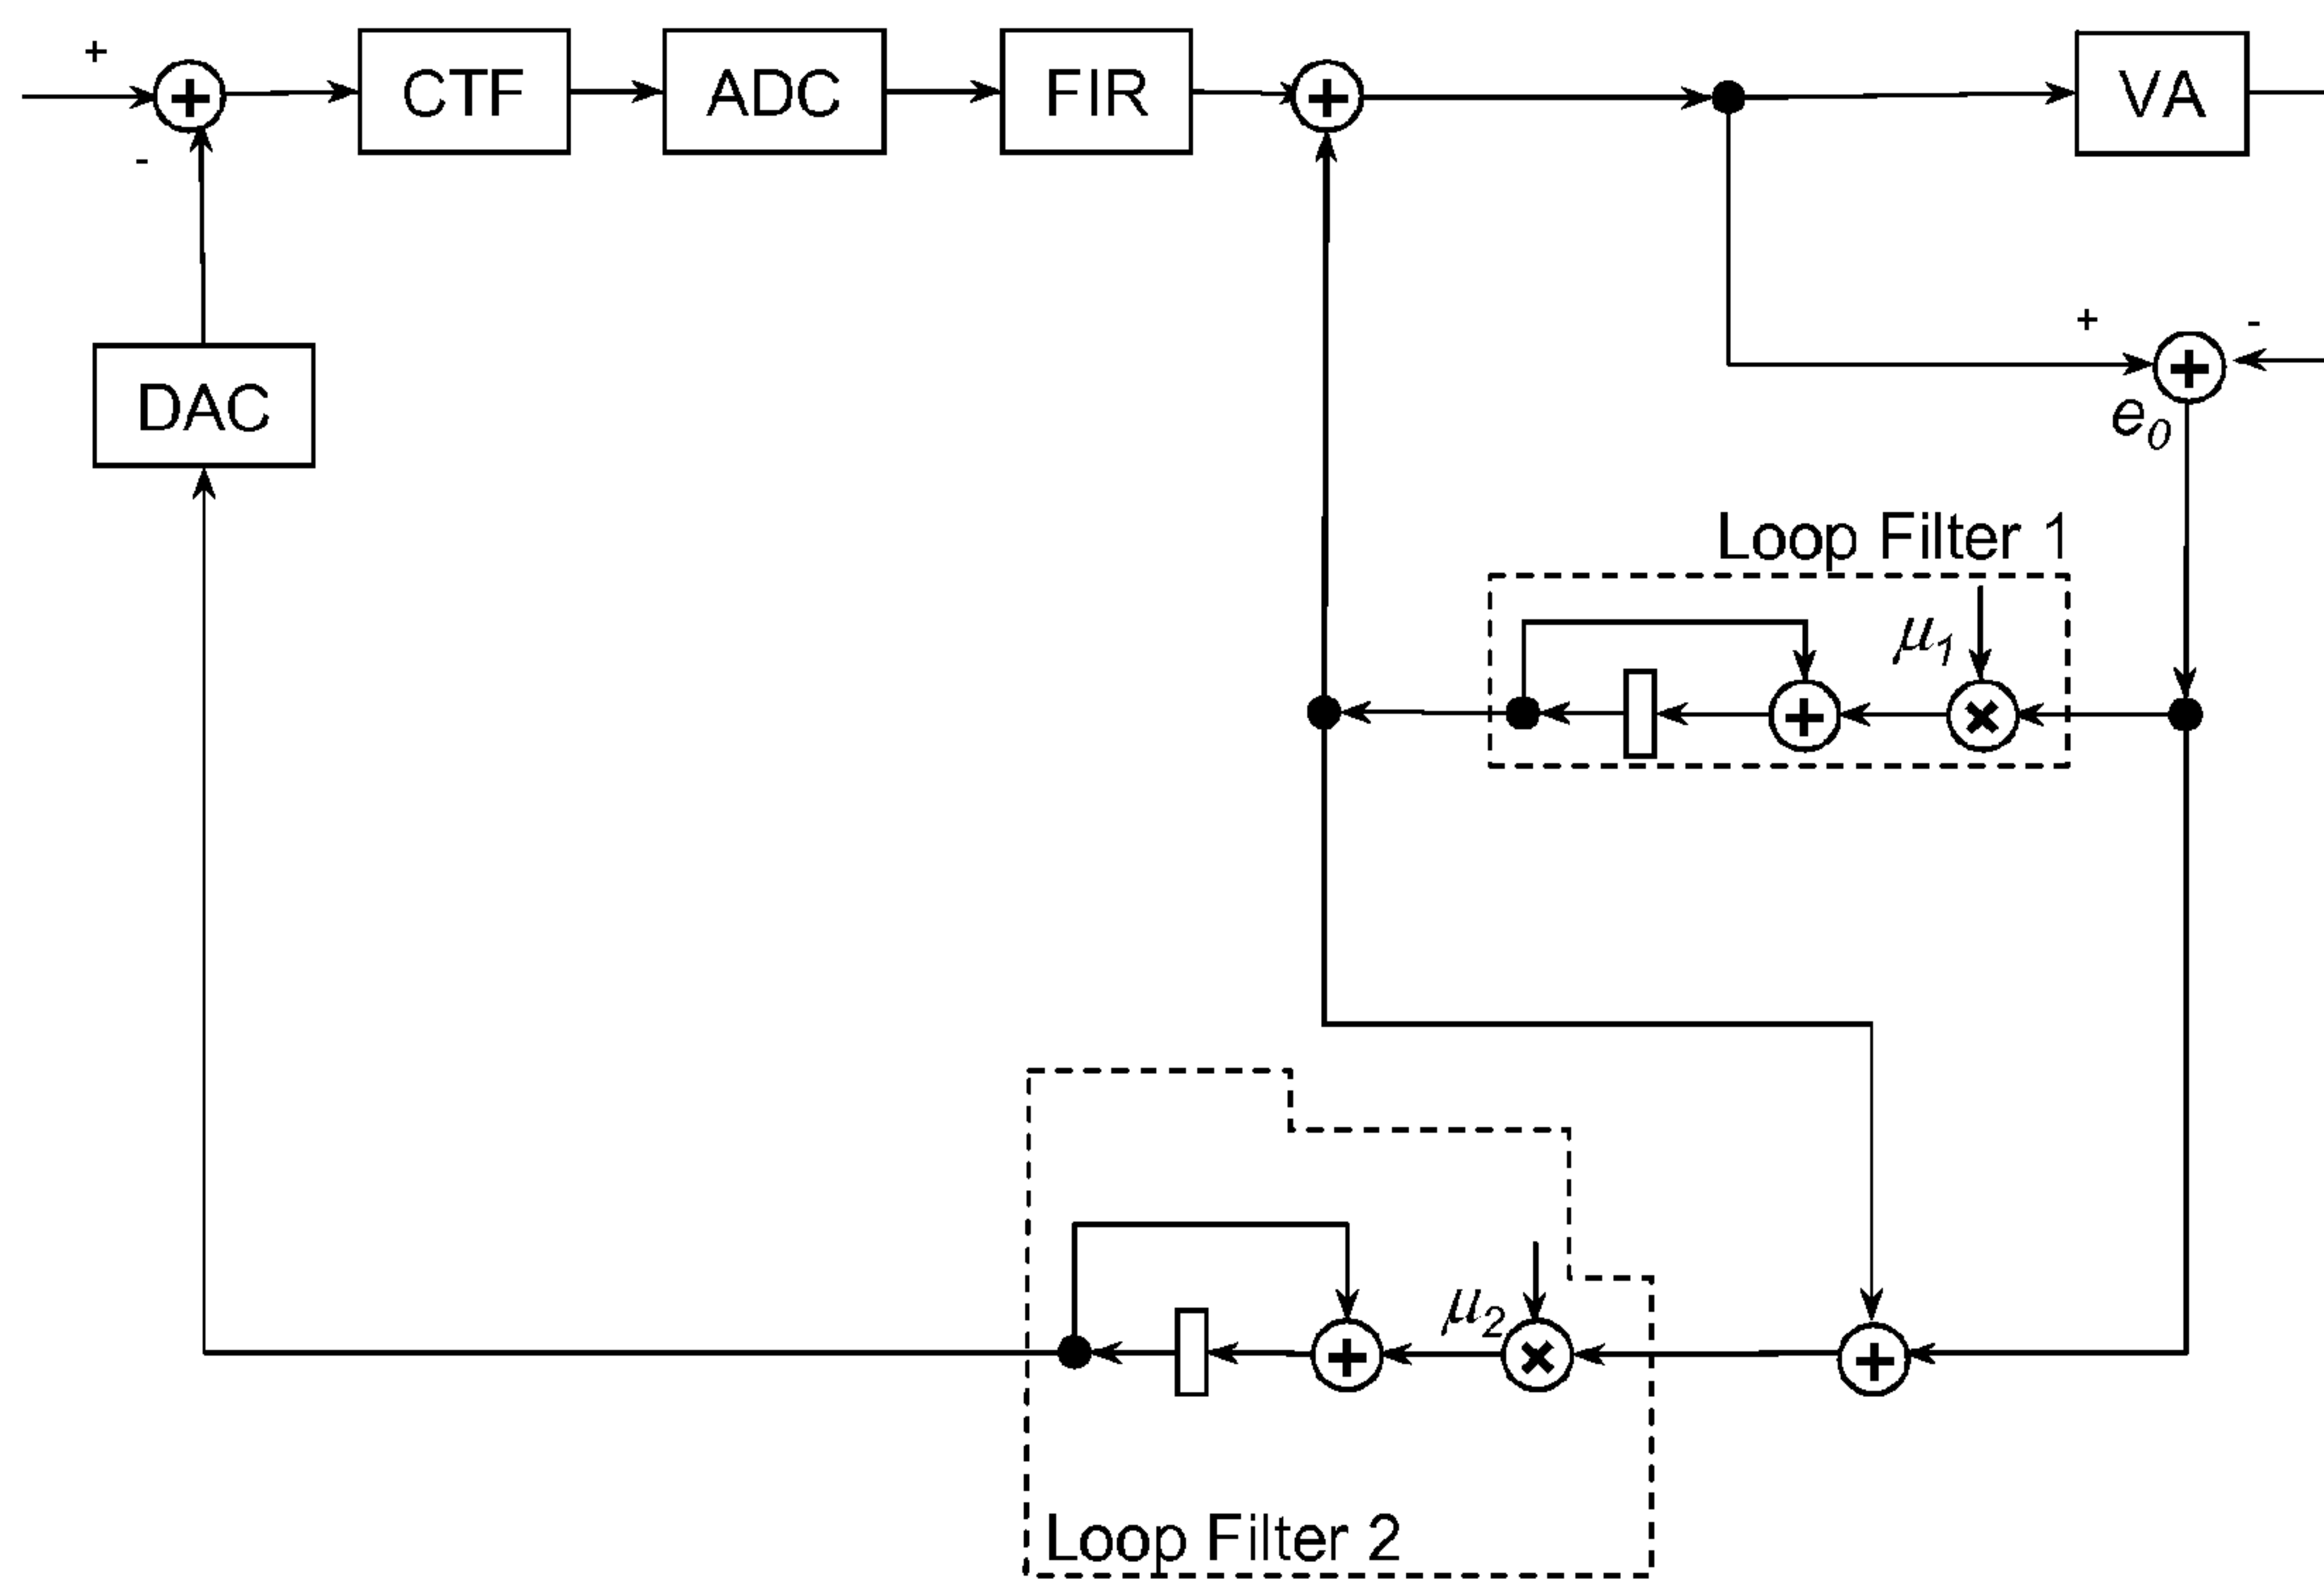 +
CTF ADC FIR + VA
+
-
DAC
+ -
+
e₀
Loop Filter 1
μ₁
+ ×
μ₂
+ × +
Loop Filter 2